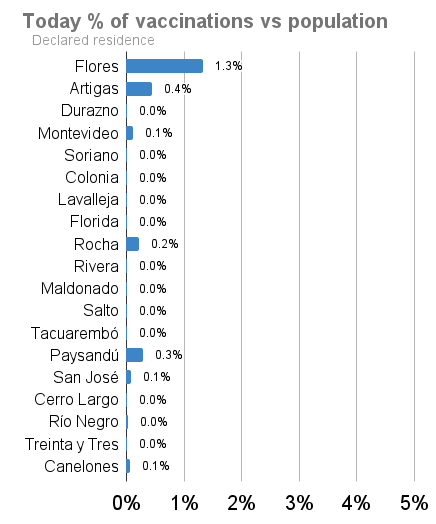 Today % of vaccinations vs population
Declared residence
Flores 1.3%
Artigas 0.4%
Durazno 0.0%
Montevideo 0.1%
Soriano 0.0%
Colonia 0.0%
Lavalleja 0.0%
Florida 0.0%
Rocha 0.2%
Rivera 0.0%
Maldonado 0.0%
Salto 0.0%
Tacuarembó 0.0%
Paysandú 0.3%
San José 0.1%
Cerro Largo 0.0%
Río Negro 0.0%
Treinta y Tres 0.0%
Canelones 0.1%
0% 1% 2% 3% 4% 5%